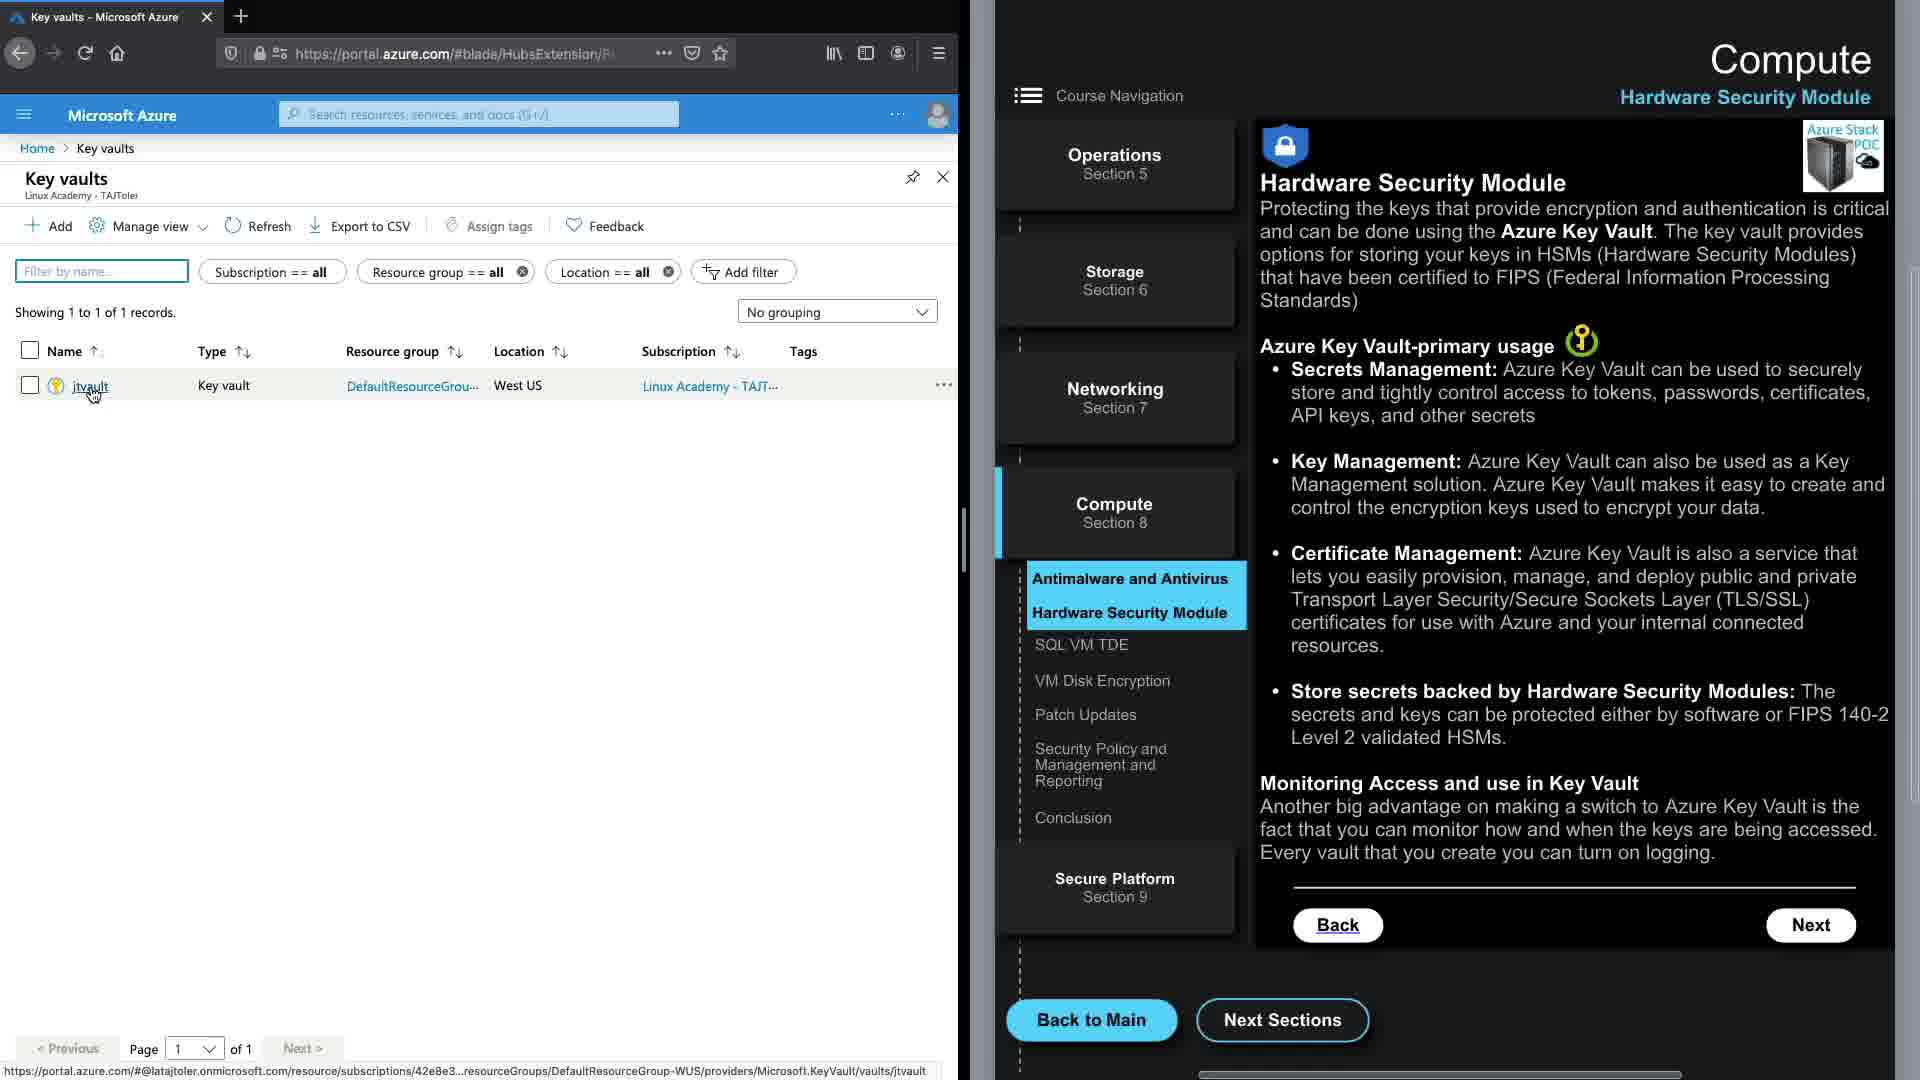 Key vaults - Microsoft Azure
https://portal.azure.com/#blade/HubsExtension/
Microsoft Azure
Search resources, services, and docs (G+/)
Home > Key vaults
Key vaults
Linux Academy - TAJToler
Add
Manage view
Refresh
Export to CSV
Assign tags
Feedback
Filter by name...
Subscription == all
Resource group == all
Location == all
Add filter
Showing 1 to 1 of 1 records.
No grouping
Name
Type
Resource group
Location
Subscription
Tags
jtvault
Key vault
DefaultResourceGrou...
West US
Linux Academy - TAJT...
< Previous
Page 1 of 1
Next >
https://portal.azure.com/#@latajtoler.onmicrosoft.com/resource/subscriptions/42e8e3...resourceGroups/DefaultResourceGroup-WUS/providers/Microsoft.KeyVault/vaults/jtvault
Compute
Hardware Security Module
Course Navigation
Operations
Section 5
Storage
Section 6
Networking
Section 7
Compute
Section 8
Antimalware and Antivirus
Hardware Security Module
SQL VM TDE
VM Disk Encryption
Patch Updates
Security Policy and
Management and
Reporting
Conclusion
Secure Platform
Section 9
Azure Stack
POC
Hardware Security Module
Protecting the keys that provide encryption and authentication is critical
and can be done using the Azure Key Vault. The key vault provides
options for storing your keys in HSMs (Hardware Security Modules)
that have been certified to FIPS (Federal Information Processing
Standards)
Azure Key Vault-primary usage
• Secrets Management: Azure Key Vault can be used to securely
store and tightly control access to tokens, passwords, certificates,
API keys, and other secrets
• Key Management: Azure Key Vault can also be used as a Key
Management solution. Azure Key Vault makes it easy to create and
control the encryption keys used to encrypt your data.
• Certificate Management: Azure Key Vault is also a service that
lets you easily provision, manage, and deploy public and private
Transport Layer Security/Secure Sockets Layer (TLS/SSL)
certificates for use with Azure and your internal connected
resources.
• Store secrets backed by Hardware Security Modules: The
secrets and keys can be protected either by software or FIPS 140-2
Level 2 validated HSMs.
Monitoring Access and use in Key Vault
Another big advantage on making a switch to Azure Key Vault is the
fact that you can monitor how and when the keys are being accessed.
Every vault that you create you can turn on logging.
Back
Next
Back to Main
Next Sections